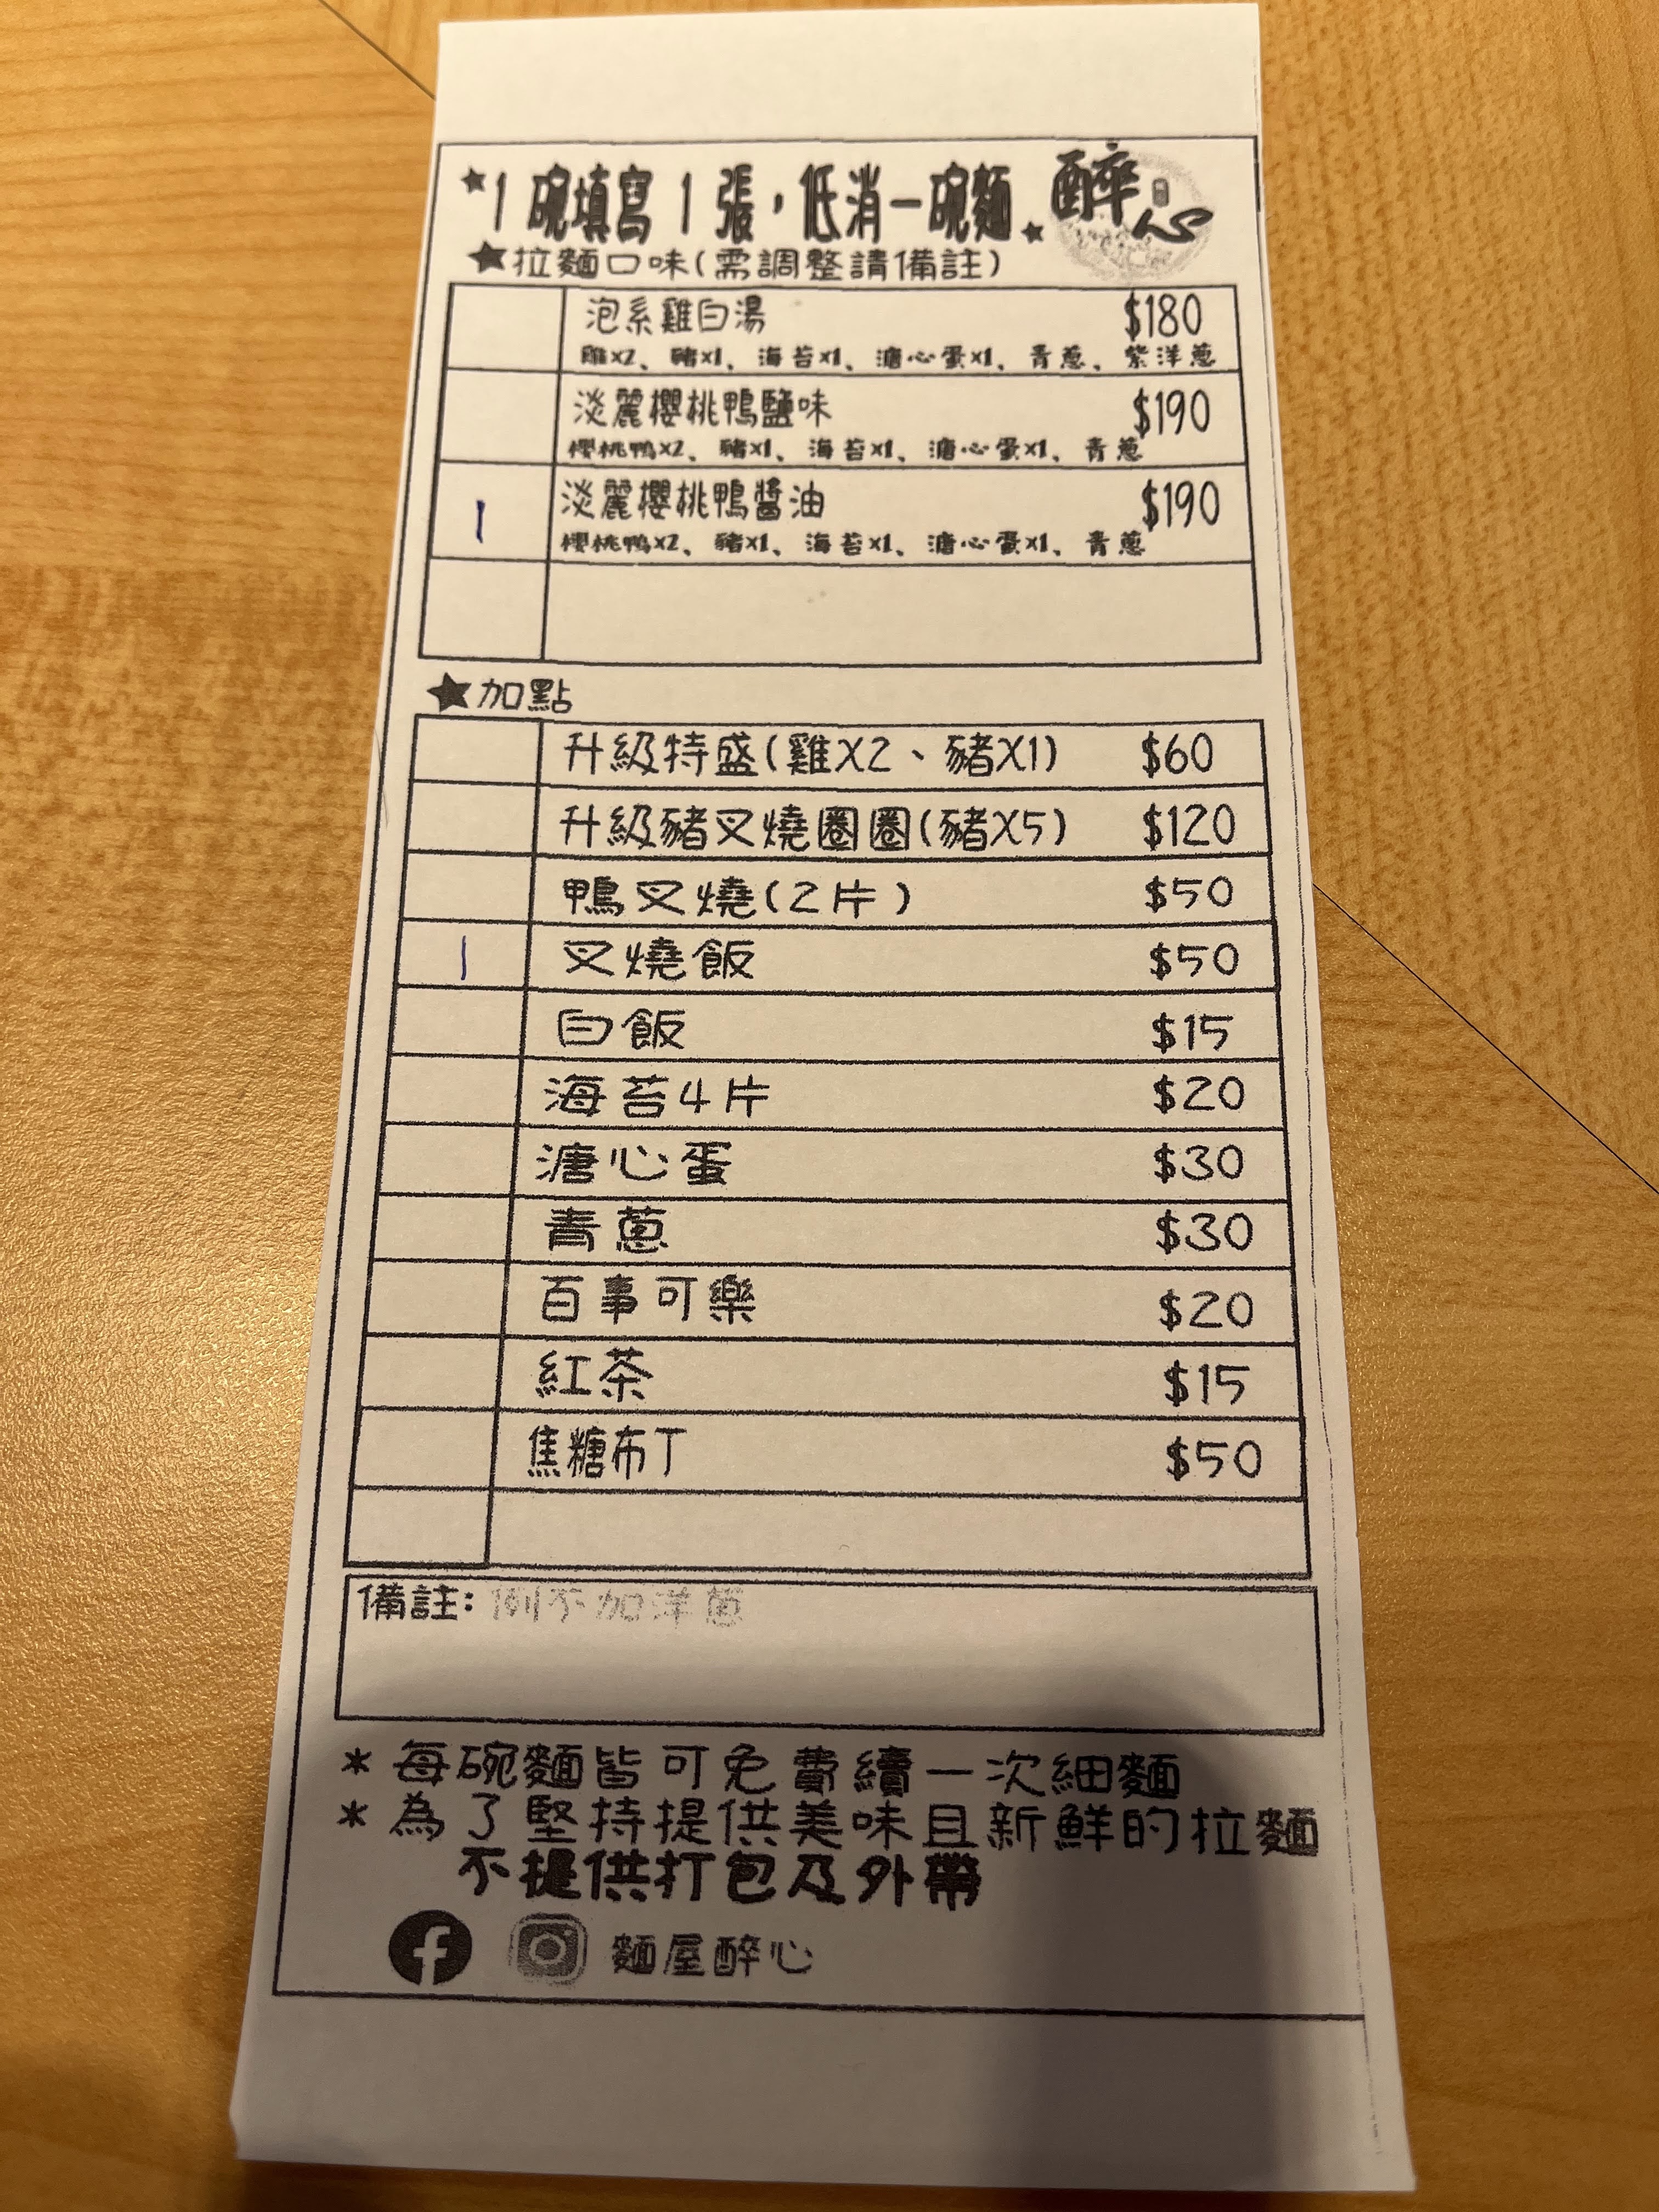 ★1碗填寫1張，低消一碗麵★ 醉心
★拉麵口味(需調整請備註)
泡系雞白湯 $180
雞x2、豬x1、海苔x1、溏心蛋x1、青蔥、紫洋蔥
淡麗櫻桃鴨鹽味 $190
櫻桃鴨x2、豬x1、海苔x1、溏心蛋x1、青蔥
1 淡麗櫻桃鴨醬油 $190
櫻桃鴨x2、豬x1、海苔x1、溏心蛋x1、青蔥
★加點
升級特盛(雞X2、豬X1) $60
升級豬叉燒圈圈(豬X5) $120
鴨叉燒(2片) $50
1 叉燒飯 $50
白飯 $15
海苔4片 $20
溏心蛋 $30
青蔥 $30
百事可樂 $20
紅茶 $15
焦糖布丁 $50
備註: 例不加洋蔥
* 每碗麵皆可免費續一次細麵
* 為了堅持提供美味且新鮮的拉麵
不提供打包及外帶
麵屋醉心